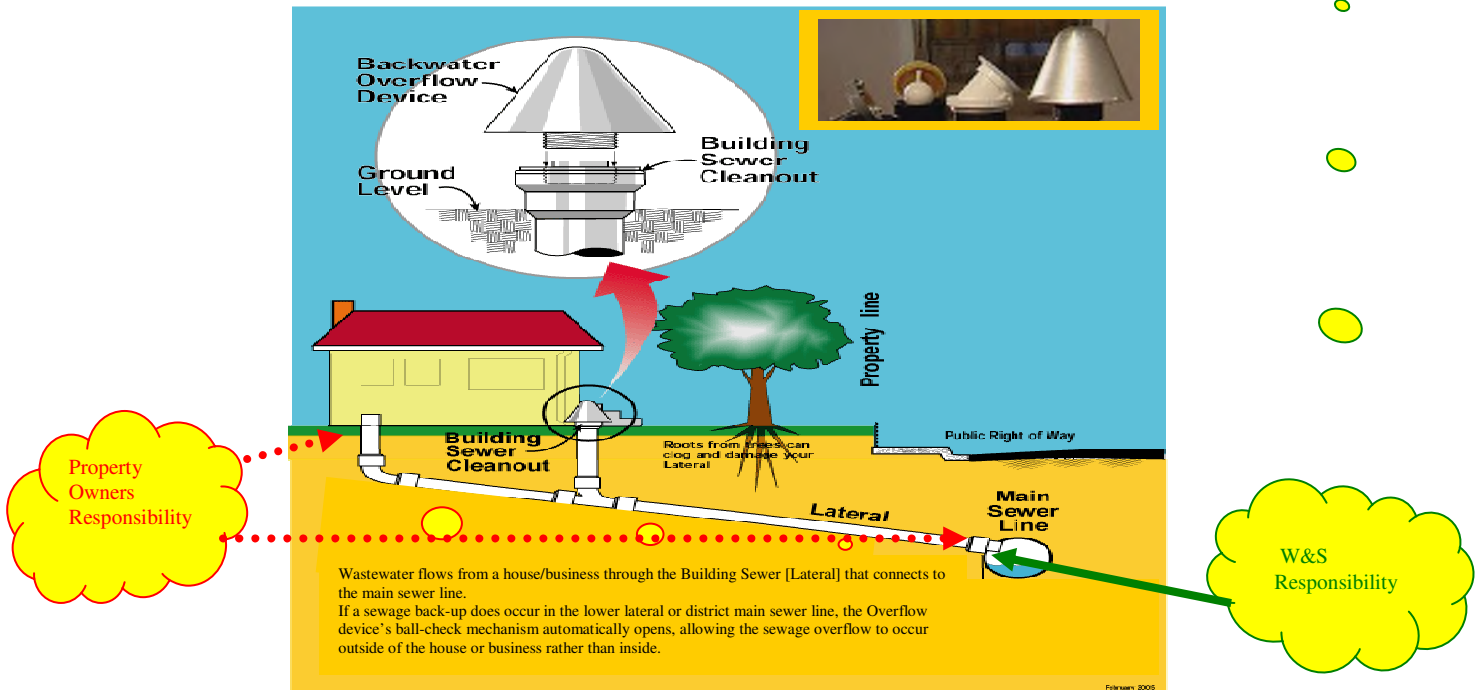 Backwater
Overflow
Device
Building
Sewer
Cleanout
Ground
Level
Property line
Building
Sewer
Cleanout
Roots from trees can
clog and damage your
Lateral
Public Right of Way
Property
Owners
Responsibility
Main
Sewer
Line
Lateral
W&S
Responsibility
Wastewater flows from a house/business through the Building Sewer [Lateral] that connects to
the main sewer line.
If a sewage back-up does occur in the lower lateral or district main sewer line, the Overflow
device’s ball-check mechanism automatically opens, allowing the sewage overflow to occur
outside of the house or business rather than inside.
February 2005